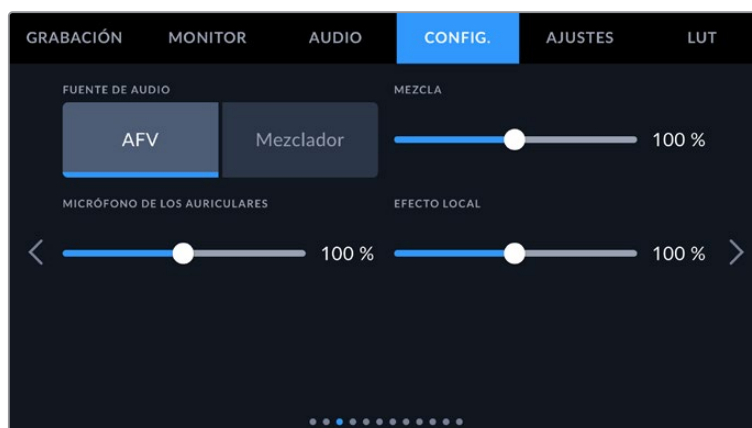 GRABACIÓN MONITOR AUDIO CONFIG. AJUSTES LUT
FUENTE DE AUDIO MEZCLA
AFV Mezclador 100 %
MICRÓFONO DE LOS AURICULARES EFECTO LOCAL
100 % 100 %